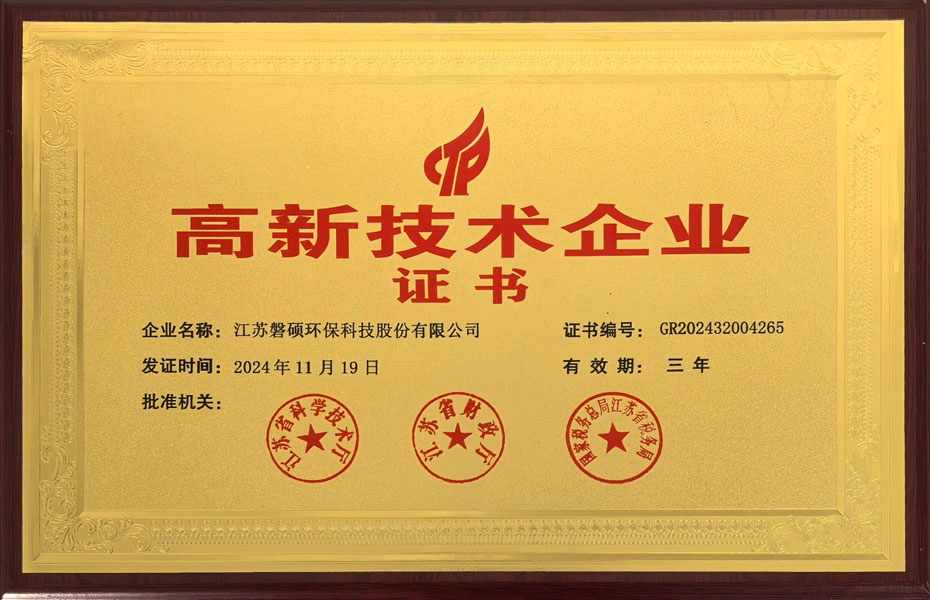 高新技术企业
证书
企业名称：江苏磐硕环保科技股份有限公司
证书编号：GR202432004265
发证时间：2024年11月19日
有效期：三年
批准机关：
江苏省科学技术厅
江苏省财政厅
国家税务总局江苏省税务局